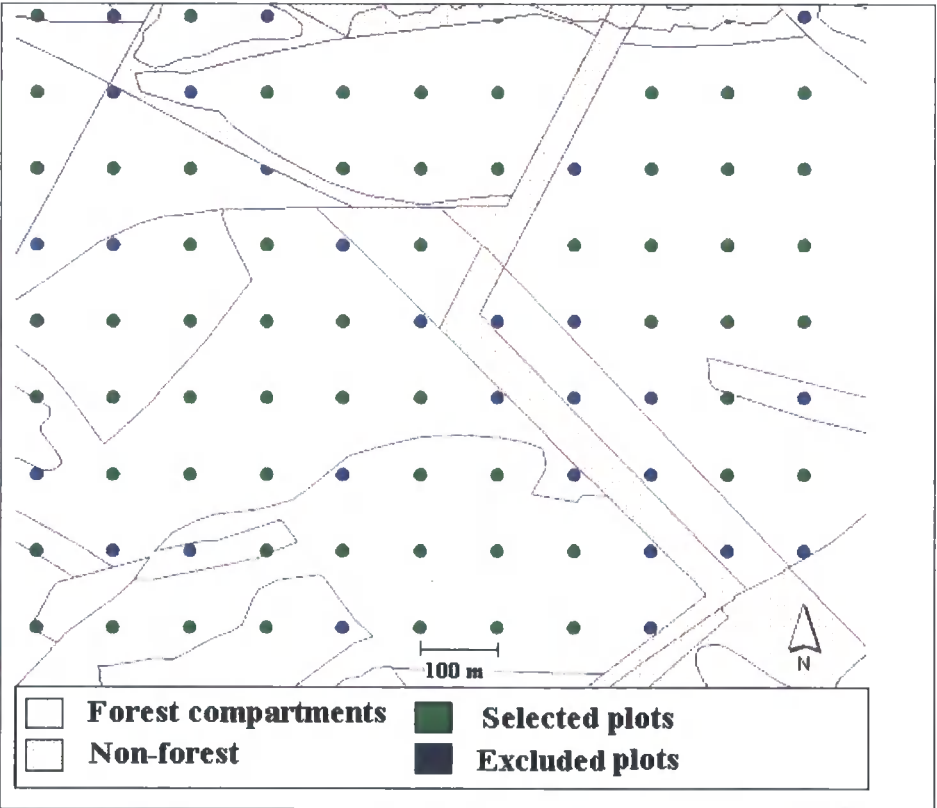 N
100 m
Forest compartments
Selected plots
Non-forest
Excluded plots